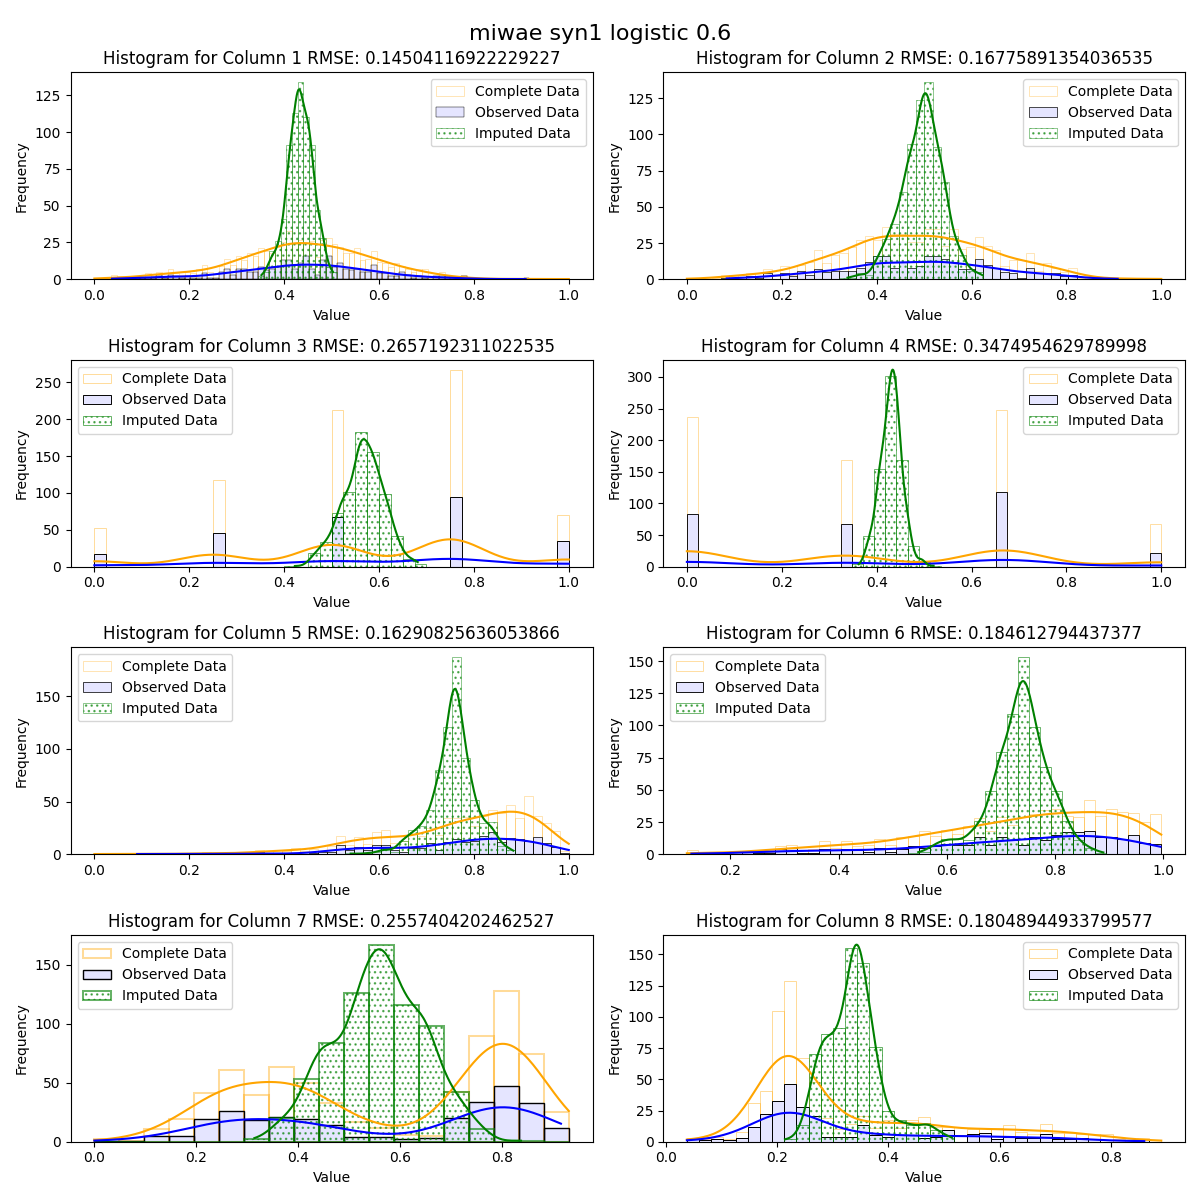 miwae syn1 logistic 0.6
Histogram for Column 1 RMSE: 0.14504116922229227
Complete Data
Observed Data
Imputed Data
Frequency
0 25 50 75 100 125
0.0 0.2 0.4 0.6 0.8 1.0
Value
Histogram for Column 2 RMSE: 0.16775891354036535
Complete Data
Observed Data
Imputed Data
Frequency
0 25 50 75 100 125
0.0 0.2 0.4 0.6 0.8 1.0
Value
Histogram for Column 3 RMSE: 0.2657192311022535
Complete Data
Observed Data
Imputed Data
Frequency
0 50 100 150 200 250
0.0 0.2 0.4 0.6 0.8 1.0
Value
Histogram for Column 4 RMSE: 0.3474954629789998
Complete Data
Observed Data
Imputed Data
Frequency
0 50 100 150 200 250 300
0.0 0.2 0.4 0.6 0.8 1.0
Value
Histogram for Column 5 RMSE: 0.16290825636053866
Complete Data
Observed Data
Imputed Data
Frequency
0 50 100 150
0.0 0.2 0.4 0.6 0.8 1.0
Value
Histogram for Column 6 RMSE: 0.184612794437377
Complete Data
Observed Data
Imputed Data
Frequency
0 25 50 75 100 125 150
0.2 0.4 0.6 0.8 1.0
Value
Histogram for Column 7 RMSE: 0.2557404202462527
Complete Data
Observed Data
Imputed Data
Frequency
0 50 100 150
0.0 0.2 0.4 0.6 0.8
Value
Histogram for Column 8 RMSE: 0.18048944933799577
Complete Data
Observed Data
Imputed Data
Frequency
0 25 50 75 100 125 150
0.0 0.2 0.4 0.6 0.8
Value